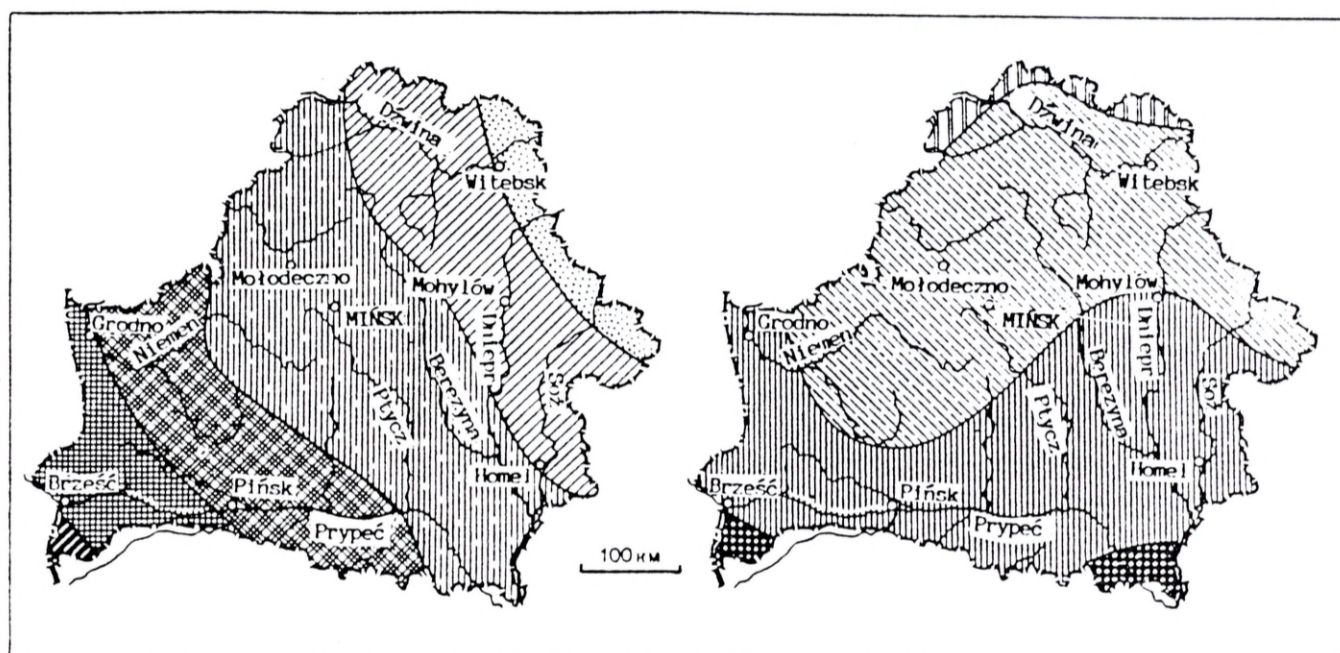 Dźwina
Witebsk
Mołodeczno
Mohylów
MIŃSK
Grodno
Niemen
Dniepr
Berezyna
Soż
Ptycz
Homel
Brześć
Pińsk
Prypeć
100 км
Dźwina
Witebsk
Mołodeczno
Mohylów
MIŃSK
Grodno
Niemen
Dniepr
Berezyna
Soż
Ptycz
Homel
Brześć
Pińsk
Prypeć